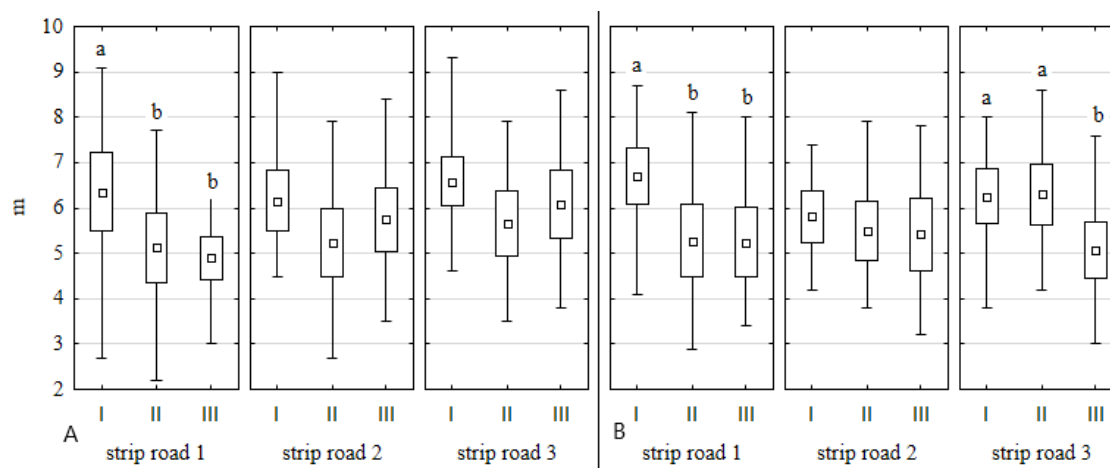 10
9
8
7
6
5
4
3
2
m
a b b
a b b
a a b
I II III I II III I II III I II III I II III I II III
A B
strip road 1 strip road 2 strip road 3 strip road 1 strip road 2 strip road 3